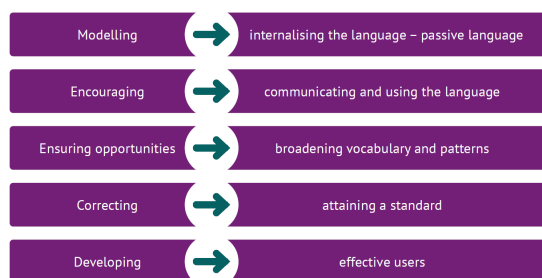 Modelling internalising the language – passive language
Encouraging communicating and using the language
Ensuring opportunities broadening vocabulary and patterns
Correcting attaining a standard
Developing effective users